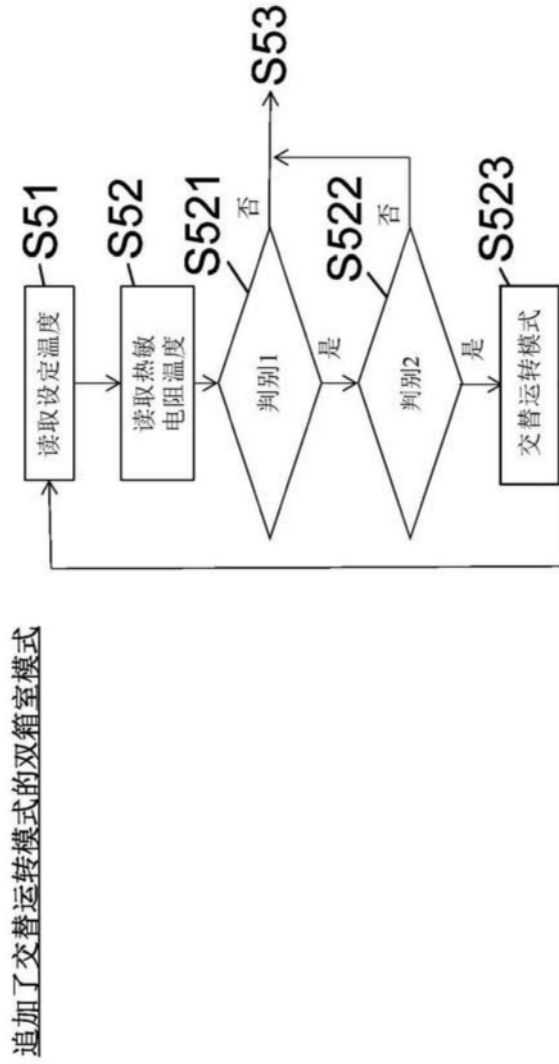 追加了交替运转模式的双箱室模式
读取设定温度
S51
读取热敏
电阻温度
S52
判别1
S521
否
S53
是
判别2
S522
否
是
交替运转模式
S523